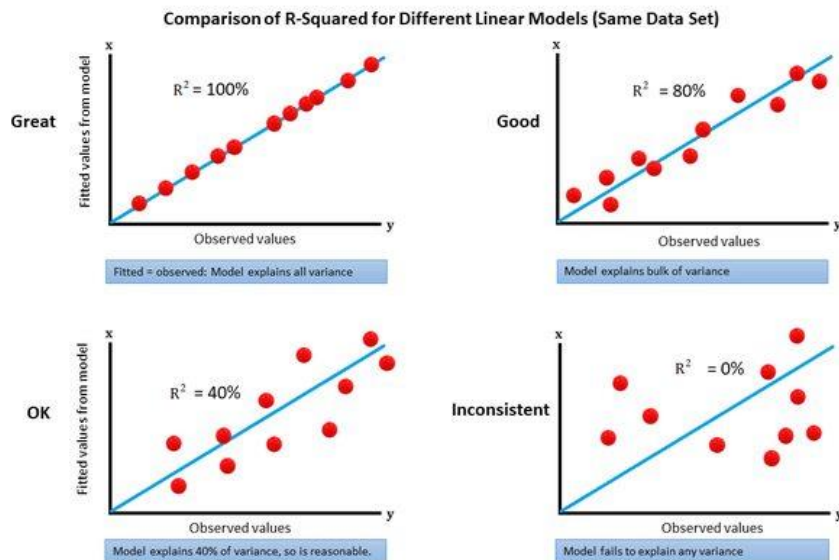 Comparison of R-Squared for Different Linear Models (Same Data Set)
x
R² = 100%
Great
Fitted values from model
y
Observed values
Fitted = observed: Model explains all variance
x
R² = 80%
Good
y
Observed values
Model explains bulk of variance
x
R² = 40%
OK
Fitted values from model
y
Observed values
Model explains 40% of variance, so is reasonable.
x
R² = 0%
Inconsistent
y
Observed values
Model fails to explain any variance